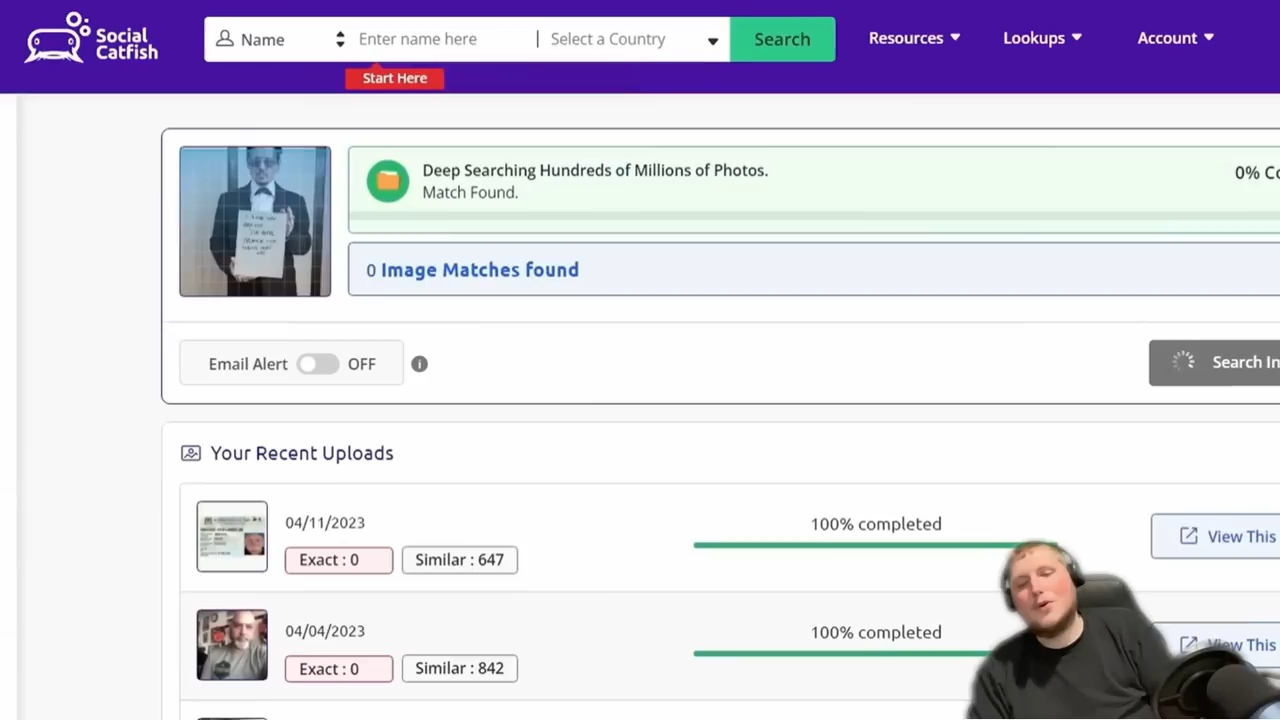 Social
Catfish
Name
Enter name here
Select a Country
Search
Resources
Lookups
Account
Start Here
Deep Searching Hundreds of Millions of Photos.
0% Co
Match Found.
0 Image Matches found
Email Alert
OFF
i
Search In
Your Recent Uploads
04/11/2023
100% completed
Exact : 0
Similar : 647
View This
04/04/2023
100% completed
Exact : 0
Similar : 842
View This